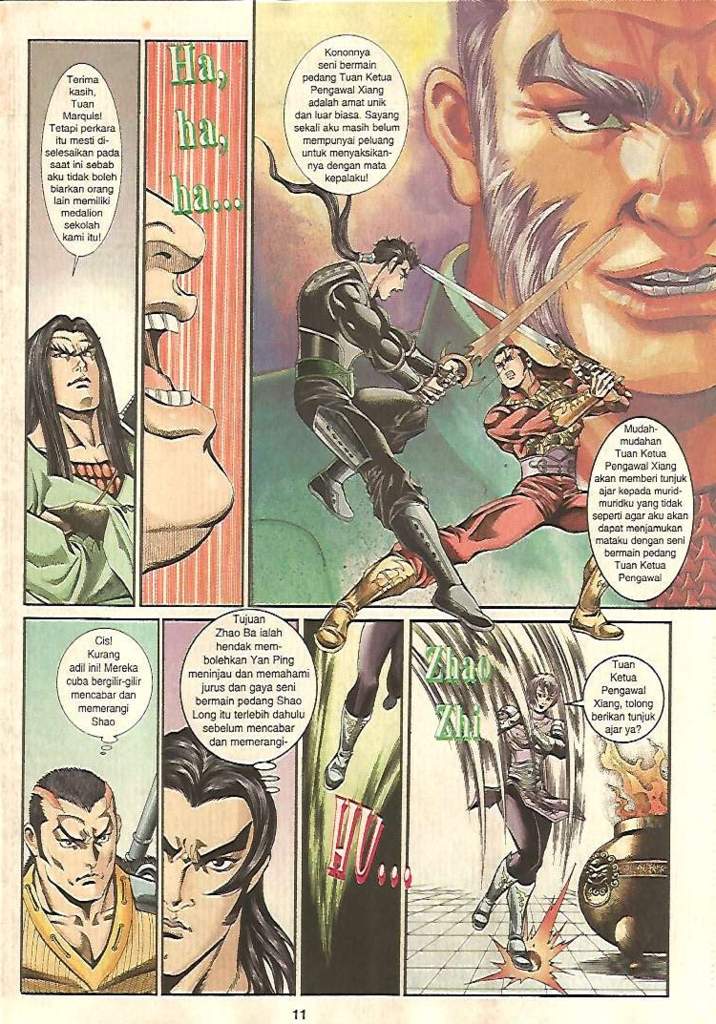 Terima
kasih,
Tuan
Marquis!
Tetapi perkara
itu mesti di-
selesaikan pada
saat ini sebab
aku tidak boleh
biarkan orang
lain memiliki
medalion
sekolah
kami itu!
Ha,
ha,
ha...
Kononnya
seni bermain
pedang Tuan Ketua
Pengawal Xiang
adalah amat unik
dan luar biasa. Sayang
sekali aku masih belum
mempunyai peluang
untuk menyaksikan-
nya dengan mata
kepalaku!
Mudah-
mudahan
Tuan Ketua
Pengawal Xiang
akan memberi tunjuk
ajar kepada murid-
muridku yang tidak
seperti agar aku akan
dapat menjamukan
mataku dengan seni
bermain pedang
Tuan Ketua
Pengawal
Cis!
Kurang
adil ini! Mereka
cuba bergilir-gilir
mencabar dan
memerangi
Shao
Tujuan
Zhao Ba ialah
hendak mem-
bolehkan Yan Ping
meninjau dan memahami
jurus dan gaya seni
bermain pedang Shao
Long itu terlebih dahulu
sebelum mencabar
dan memerangi-
HU...
Zhao
Zhi
Tuan
Ketua
Pengawal
Xiang, tolong
berikan tunjuk
ajar ya?
11